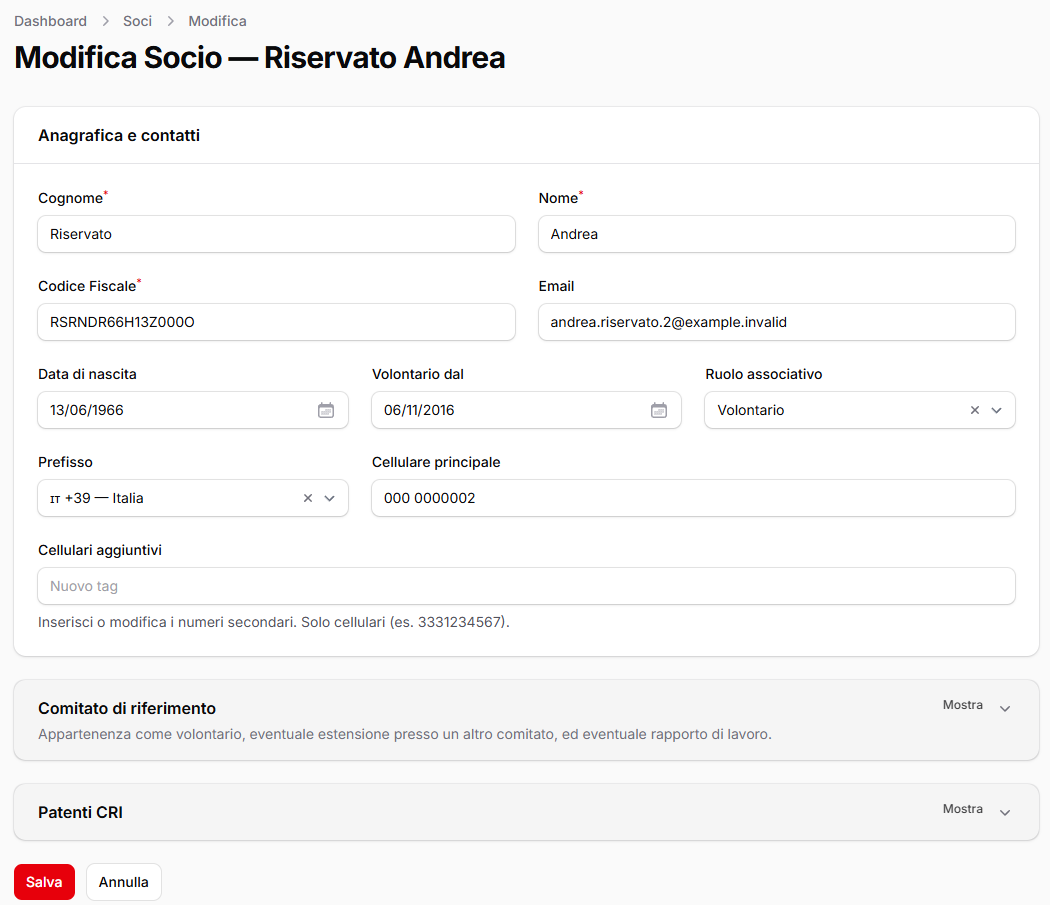 Dashboard > Soci > Modifica
Modifica Socio — Riservato Andrea
Anagrafica e contatti
Cognome* Nome*
Riservato Andrea
Codice Fiscale* Email
RSRNDR66H13Z000O andrea.riservato.2@example.invalid
Data di nascita Volontario dal Ruolo associativo
13/06/1966 06/11/2016 Volontario
Prefisso Cellulare principale
IT +39 — Italia 000 0000002
Cellulari aggiuntivi
Nuovo tag
Inserisci o modifica i numeri secondari. Solo cellulari (es. 3331234567).
Comitato di riferimento Mostra
Appartenenza come volontario, eventuale estensione presso un altro comitato, ed eventuale rapporto di lavoro.
Patenti CRI Mostra
Salva Annulla